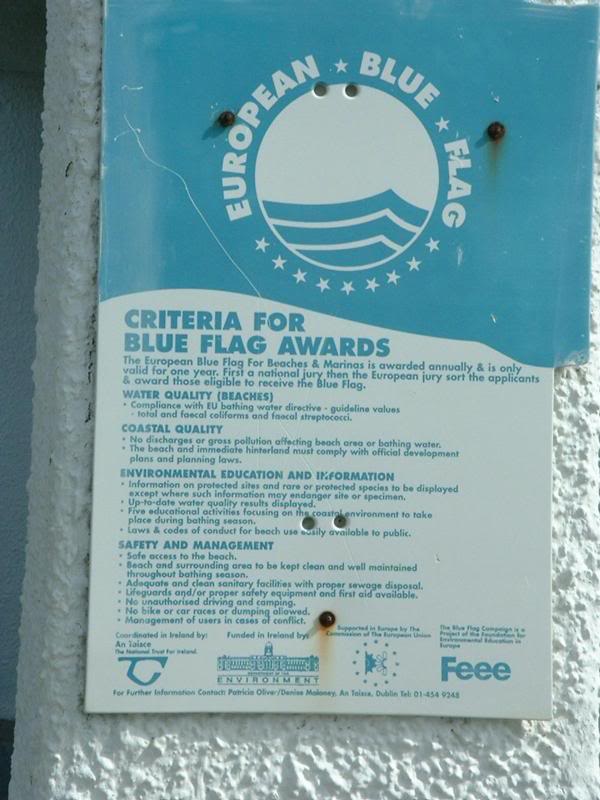 EUROPEAN ★ BLUE ★ FLAG
CRITERIA FOR
BLUE FLAG AWARDS
The European Blue Flag For Beaches & Marinas is awarded annually & is only
valid for one year. First a national jury then the European jury sort the applicants
& award those eligible to receive the Blue Flag.
WATER QUALITY (BEACHES)
• Compliance with EU bathing water directive - guideline values
- total and faecal coliforms and faecal streptococci.
COASTAL QUALITY
• No discharges or gross pollution affecting beach area or bathing water.
• The beach and immediate hinterland must comply with official development
plans and planning laws.
ENVIRONMENTAL EDUCATION AND INFORMATION
• Information on protected sites and rare or protected species to be displayed
except where such information may endanger site or specimen.
• Up-to-date water quality results displayed.
• Five educational activities focusing on the coastal environment to take
place during bathing season.
• Laws & codes of conduct for beach use easily available to public.
SAFETY AND MANAGEMENT
• Safe access to the beach.
• Beach and surrounding area to be kept clean and well maintained
throughout bathing season.
• Adequate and clean sanitary facilities with proper sewage disposal.
• Lifeguards and/or proper safety equipment and first aid available.
• No unauthorised driving and camping.
• No bike or car races or dumping allowed.
• Management of users in cases of conflict.
Coordinated in Ireland by:
An Taisce
The National Trust For Ireland.
Funded in Ireland by:
DEPARTMENT OF THE
ENVIRONMENT
Supported in Europe by The
Commission of The European Union
The Blue Flag Campaign is a
Project of the Foundation for
Environmental Education in
Europe
Feee
For Further Information Contact: Patricia Oliver/Denise Maloney, An Taisce, Dublin Tel: 01-454 9248